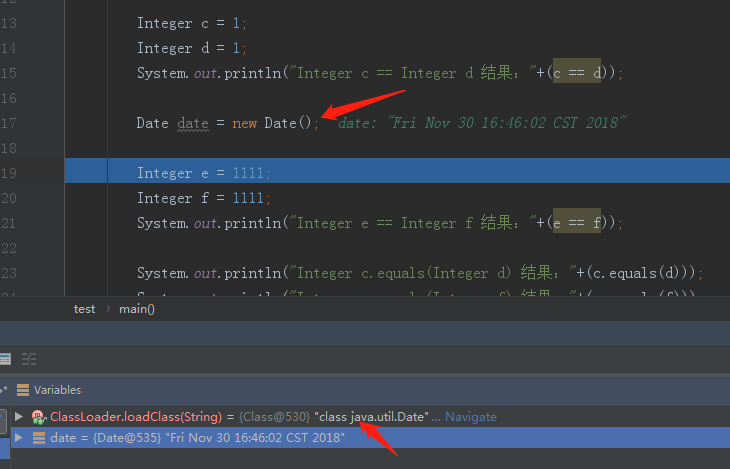 13 Integer c = 1;
14 Integer d = 1;
15 System.out.println("Integer c == Integer d 结果："+(c == d));
16
17 Date date = new Date(); date: "Fri Nov 30 16:46:02 CST 2018"
18
19 Integer e = 1111;
20 Integer f = 1111;
21 System.out.println("Integer e == Integer f 结果："+(e == f));
22
23 System.out.println("Integer c.equals(Integer d) 结果："+(c.equals(d)));
test main()
Variables
ClassLoader.loadClass(String) = {Class@530} "class java.util.Date"... Navigate
date = {Date@535} "Fri Nov 30 16:46:02 CST 2018"